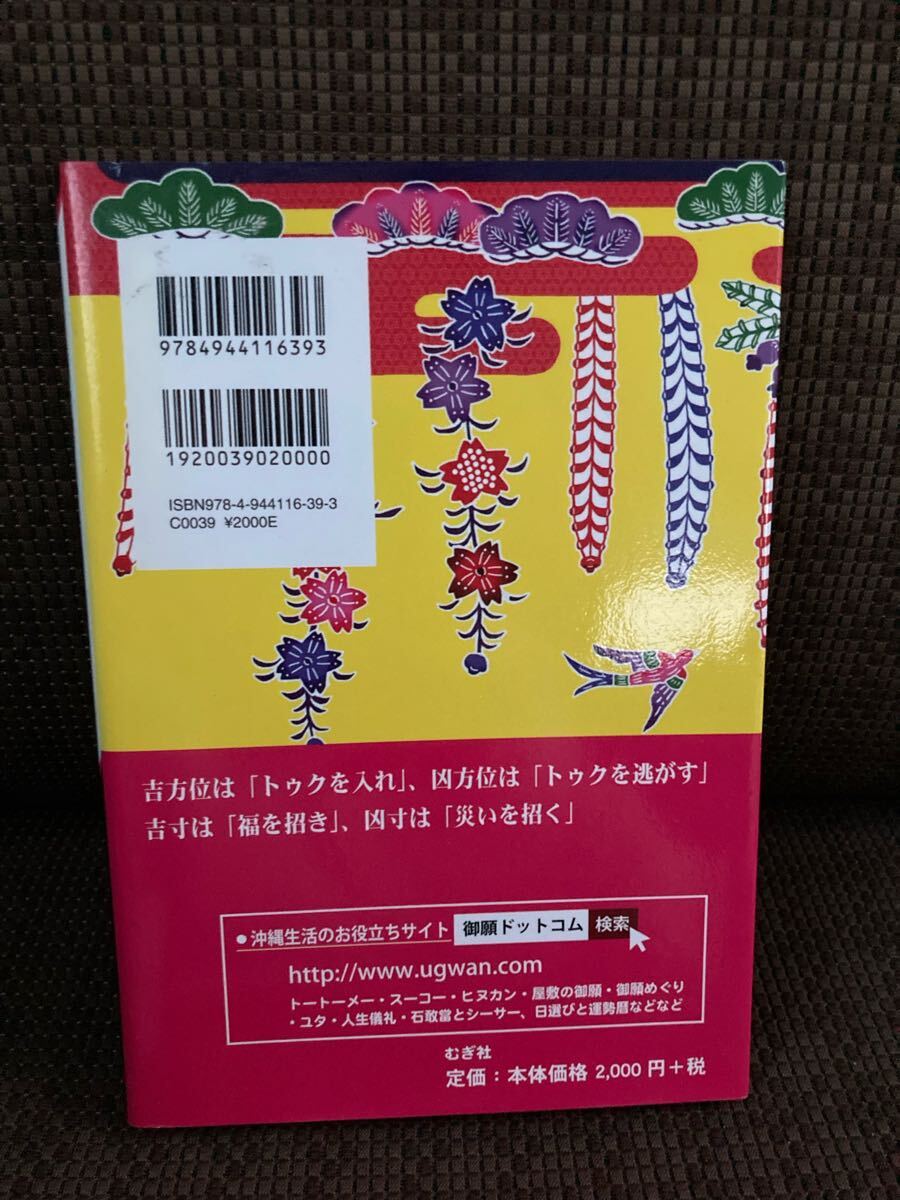 9784944116393
1920039020000
ISBN978-4-944116-39-3
C0039 ¥2000E
吉方位は「トゥクを入れ」、凶方位は「トゥクを逃がす」
吉寸は「福を招き」、凶寸は「災いを招く」
●沖縄生活のお役立ちサイト 御願ドットコム 検索
http://www.ugwan.com
トートーメー・スーコー・ヒヌカン・屋敷の御願・御願めぐり
・ユタ・人生儀礼・石敢當とシーサー、日選びと運勢暦などなど
むぎ社
定価：本体価格 2,000 円＋税